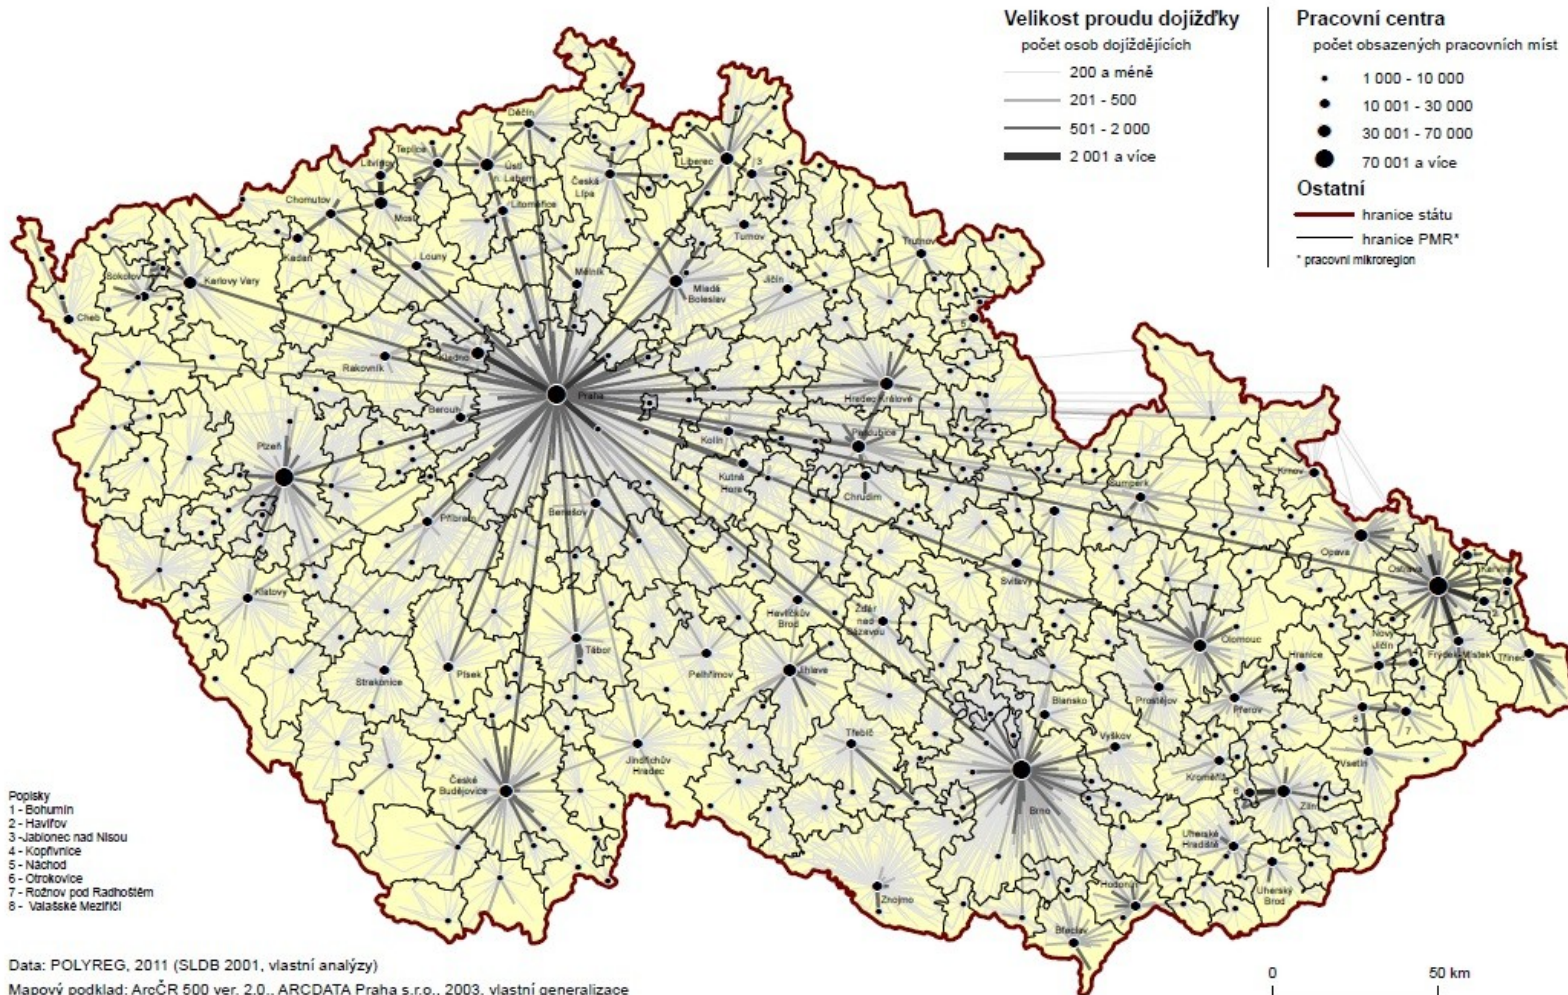 Velikost proudu dojížďky
počet osob dojíždějících
200 a méně
201 - 500
501 - 2 000
2 001 a více
Pracovní centra
počet obsazených pracovních míst
1 000 - 10 000
10 001 - 30 000
30 001 - 70 000
70 001 a více
Ostatní
hranice státu
hranice PMR*
* pracovní mikroregion
Děčín
Teplice
Litvínov
Ústí
n. Labem
Liberec
3
Česká
Lípa
Chomutov
Most
Litoměřice
Kadaň
Louny
Turnov
Trutnov
Sokolov
Karlovy Vary
Mělník
Mladá
Boleslav
Jičín
Cheb
5
Kladno
Rakovník
Praha
Hradec Králové
Beroun
Plzeň
Kolín
Pardubice
Kutná
Hora
Chrudim
Šumperk
Krnov
Příbram
Benešov
Opava
Ostrava
1
Karviná
2
Klatovy
Svitavy
Havlíčkův
Brod
Žďár
nad
Sázavou
Tábor
Olomouc
Nový
Jičín
4
Frýdek-Místek
Třinec
Hranice
Strakonice
Písek
Pelhřimov
Jihlava
Prostějov
Přerov
Blansko
8
7
Třebíč
Vyškov
Vsetín
Jindřichův
Hradec
České
Budějovice
Kroměříž
6
Zlín
Brno
Uherské
Hradiště
Uherský
Brod
Znojmo
Hodonín
Břeclav
Popisky
1 - Bohumín
2 - Havířov
3 - Jablonec nad Nisou
4 - Kopřivnice
5 - Náchod
6 - Otrokovice
7 - Rožnov pod Radhoštěm
8 - Valašské Meziříčí
Data: POLYREG, 2011 (SLDB 2001, vlastní analýzy)
Mapový podklad: ArcČR 500 ver. 2.0., ARCDATA Praha s.r.o., 2003, vlastní generalizace
0
50 km